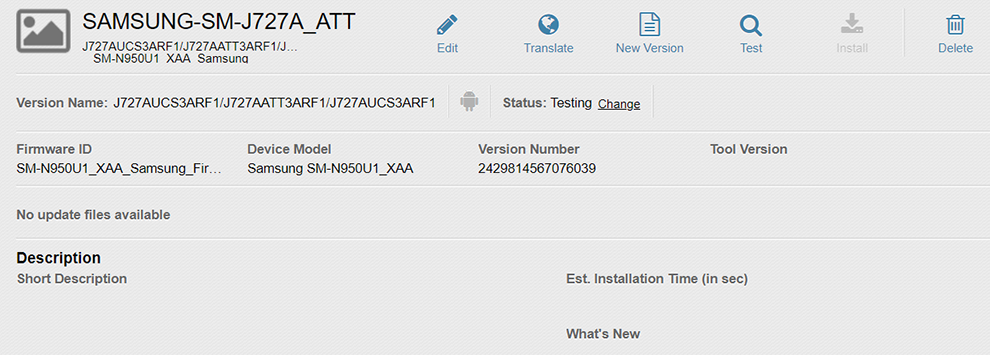 SAMSUNG-SM-J727A_ATT
J727AUCS3ARF1/J727AATT3ARF1/J…
SM-N950U1_XAA_Samsung
Edit
Translate
New Version
Test
Install
Delete
Version Name: J727AUCS3ARF1/J727AATT3ARF1/J727AUCS3ARF1
Status: Testing Change
Firmware ID Device Model Version Number Tool Version
SM-N950U1_XAA_Samsung_Fir… Samsung SM-N950U1_XAA 2429814567076039
No update files available
Description
Short Description Est. Installation Time (in sec)
What's New